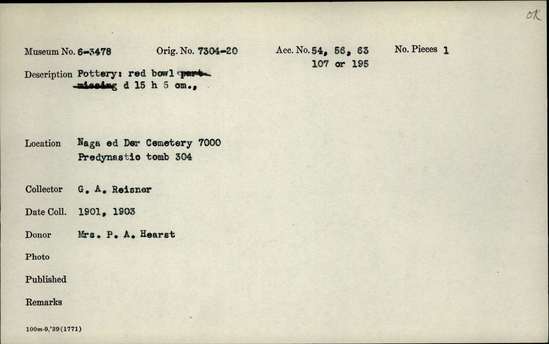 OK
Museum No. 6-3478 Orig. No. 7304-20 Acc. No. 54, 56, 63 No. Pieces 1
107 or 195
Description Pottery: red bowl part
missing d 15 h 5 cm.,
Location Naga ed Der Cemetery 7000
Predynastic tomb 304
Collector G. A. Reisner
Date Coll. 1901, 1903
Donor Mrs. P. A. Hearst
Photo
Published
Remarks
100m-9,'39(1771)